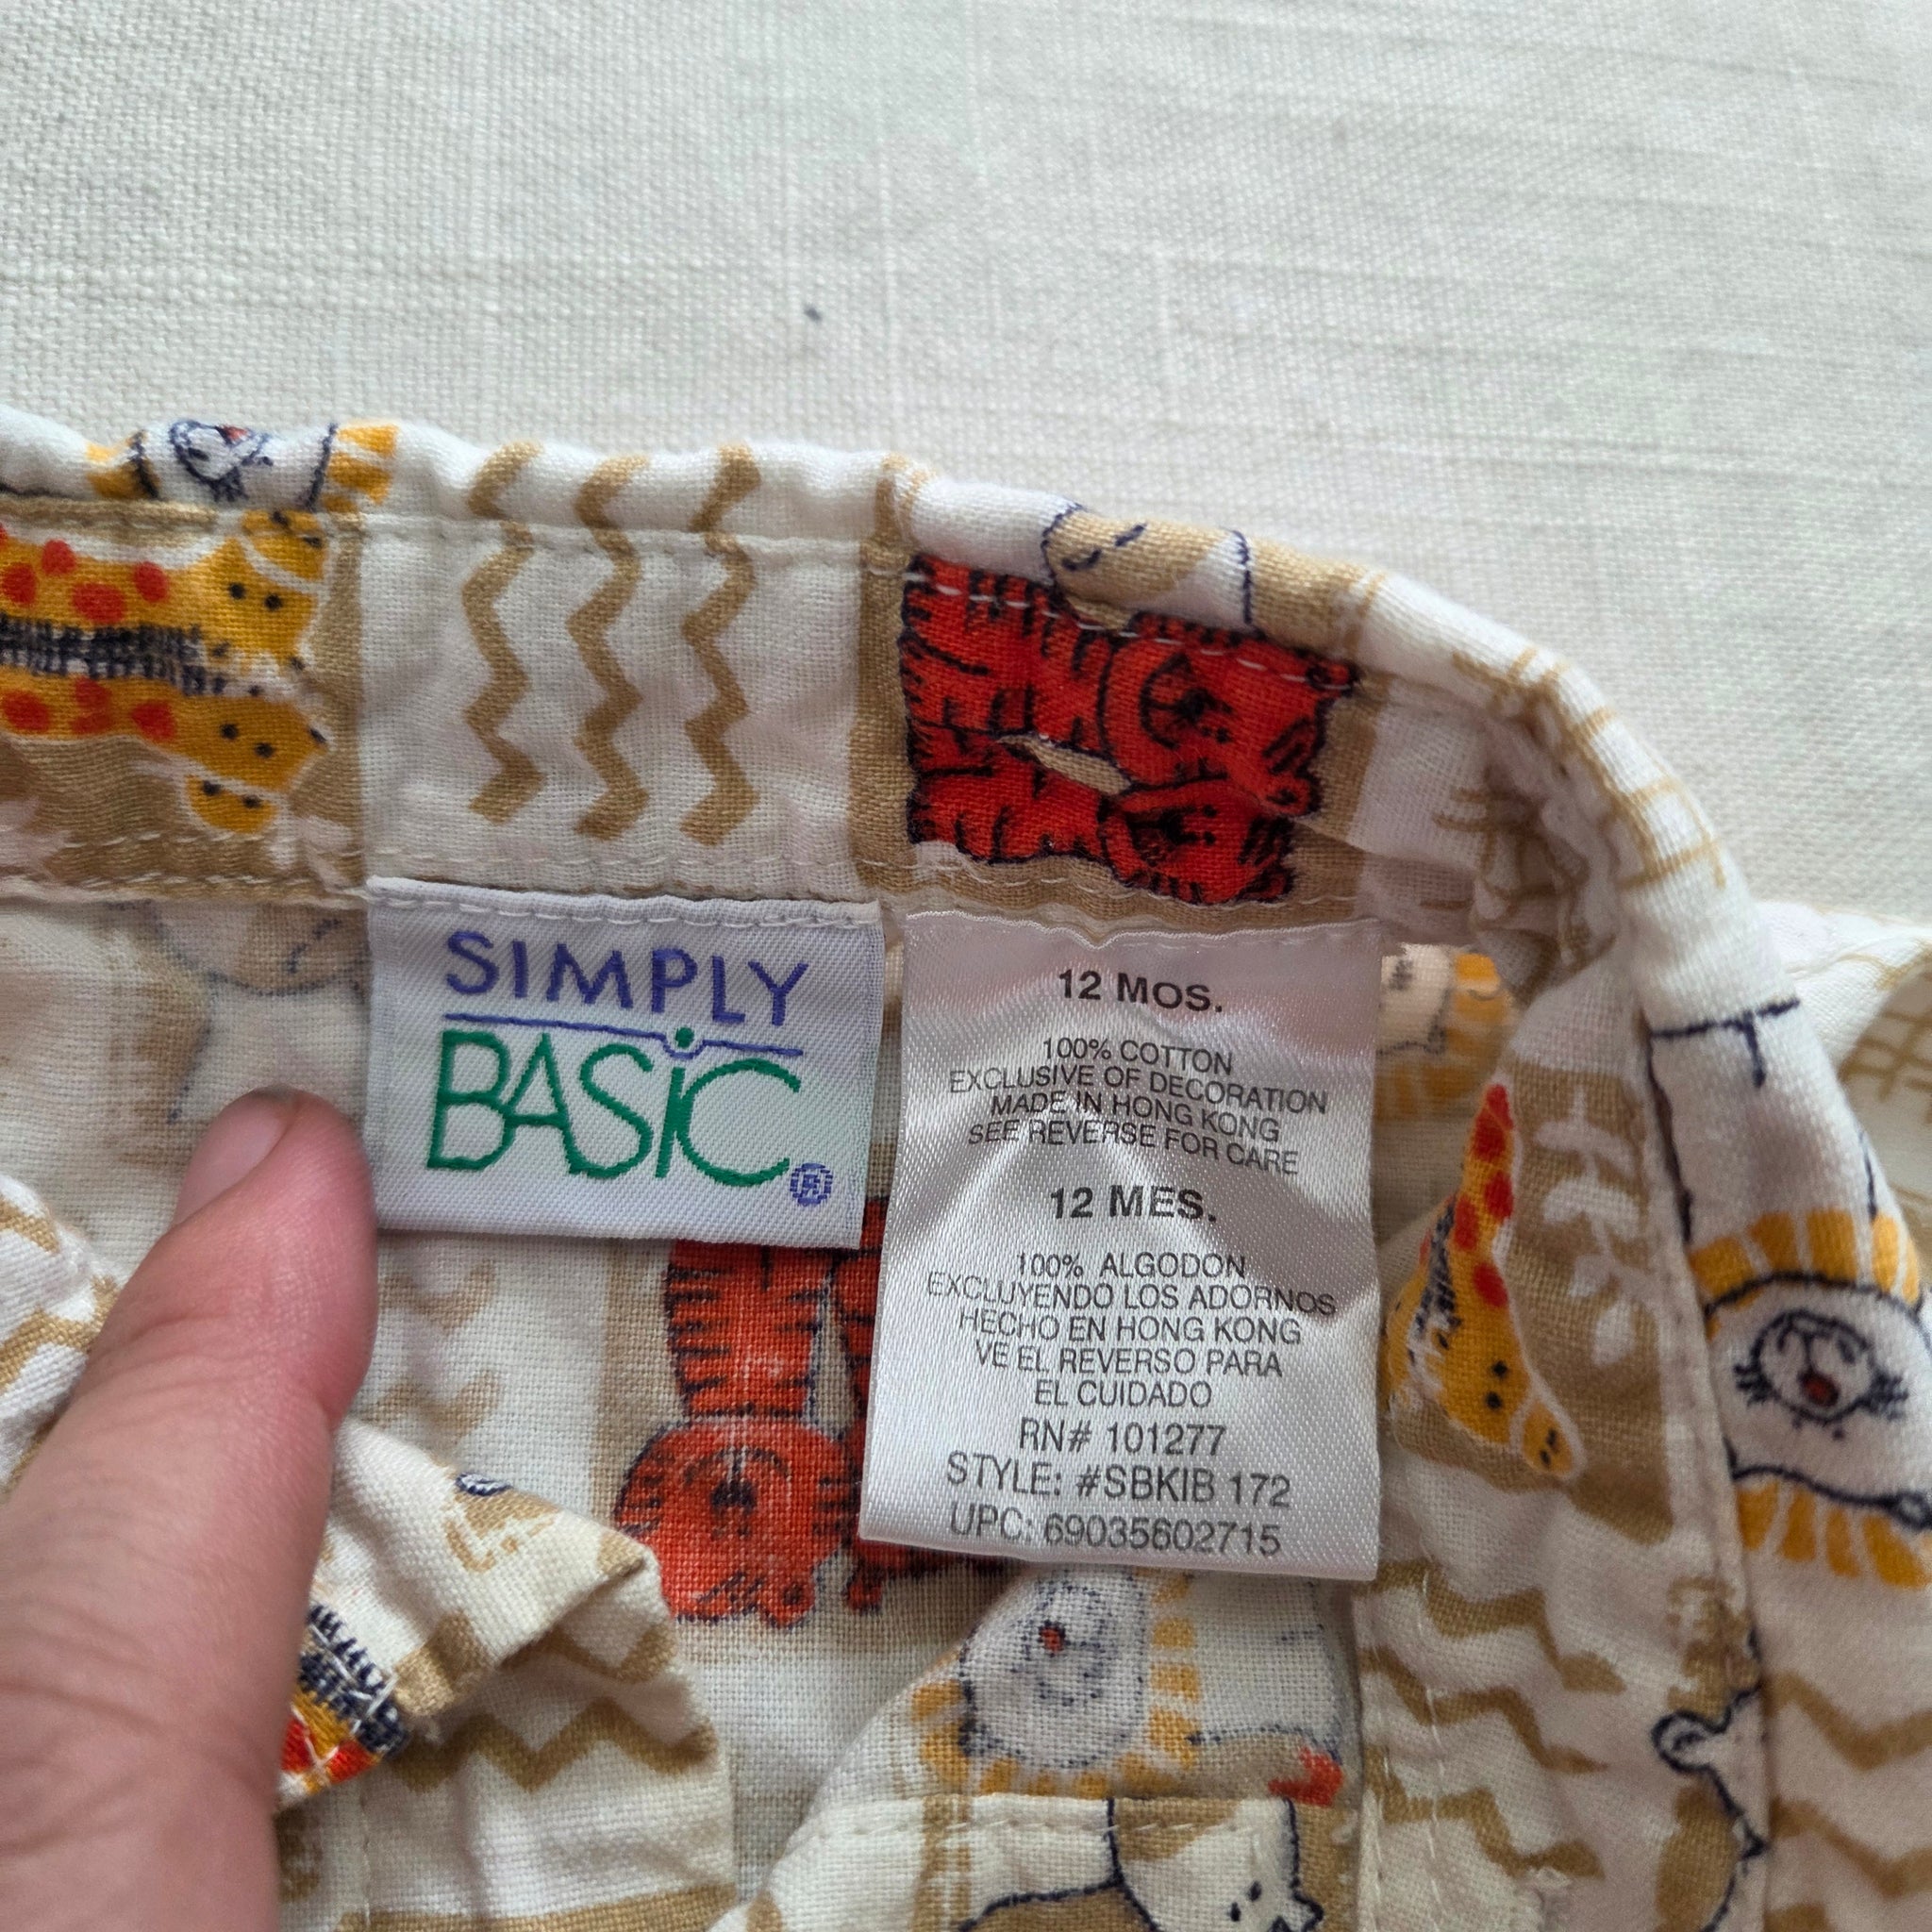 SIMPLY
BASiC®
12 MOS.
100% COTTON
EXCLUSIVE OF DECORATION
MADE IN HONG KONG
SEE REVERSE FOR CARE
12 MES.
100% ALGODON
EXCLUYENDO LOS ADORNOS
HECHO EN HONG KONG
VE EL REVERSO PARA
EL CUIDADO
RN# 101277
STYLE: #SBKIB 172
UPC: 69035602715